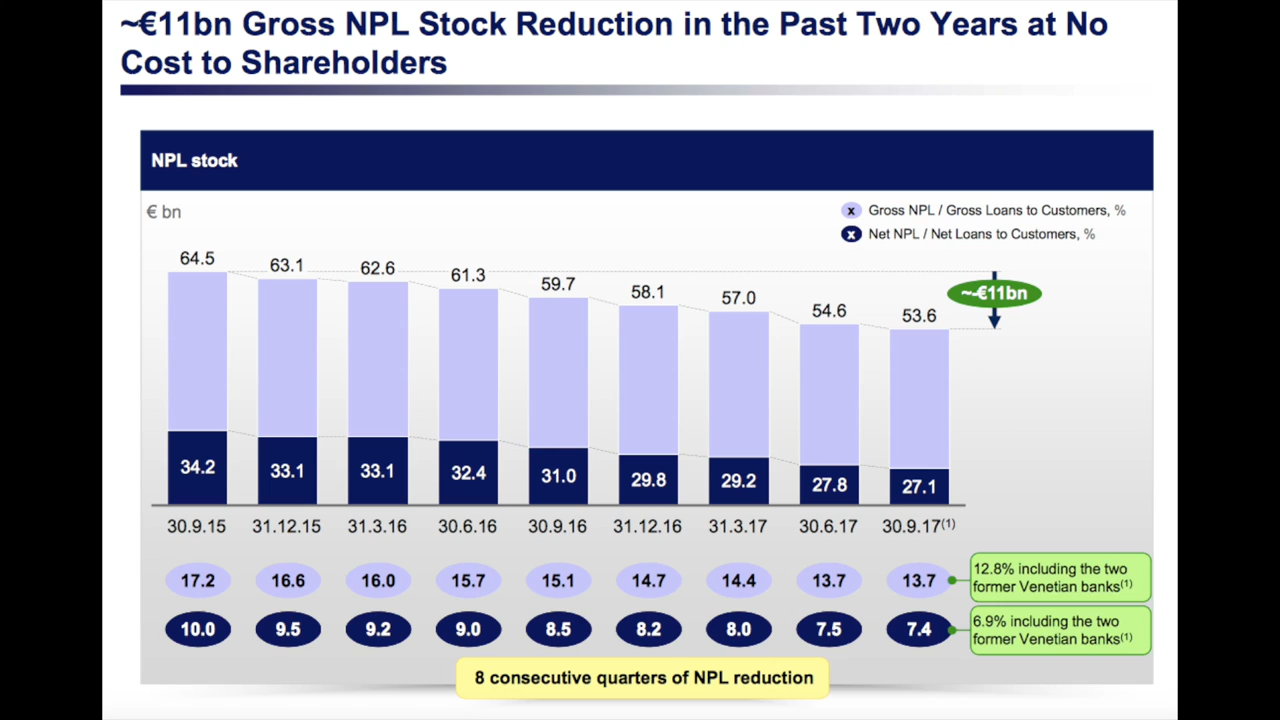 ~€11bn Gross NPL Stock Reduction in the Past Two Years at No
Cost to Shareholders
NPL stock
€ bn
x Gross NPL / Gross Loans to Customers, %
x Net NPL / Net Loans to Customers, %
64.5 63.1 62.6 61.3 59.7 58.1 57.0 54.6 53.6
~-€11bn
34.2 33.1 33.1 32.4 31.0 29.8 29.2 27.8 27.1
30.9.15 31.12.15 31.3.16 30.6.16 30.9.16 31.12.16 31.3.17 30.6.17 30.9.17(1)
17.2 16.6 16.0 15.7 15.1 14.7 14.4 13.7 13.7
12.8% including the two
former Venetian banks(1)
10.0 9.5 9.2 9.0 8.5 8.2 8.0 7.5 7.4
6.9% including the two
former Venetian banks(1)
8 consecutive quarters of NPL reduction